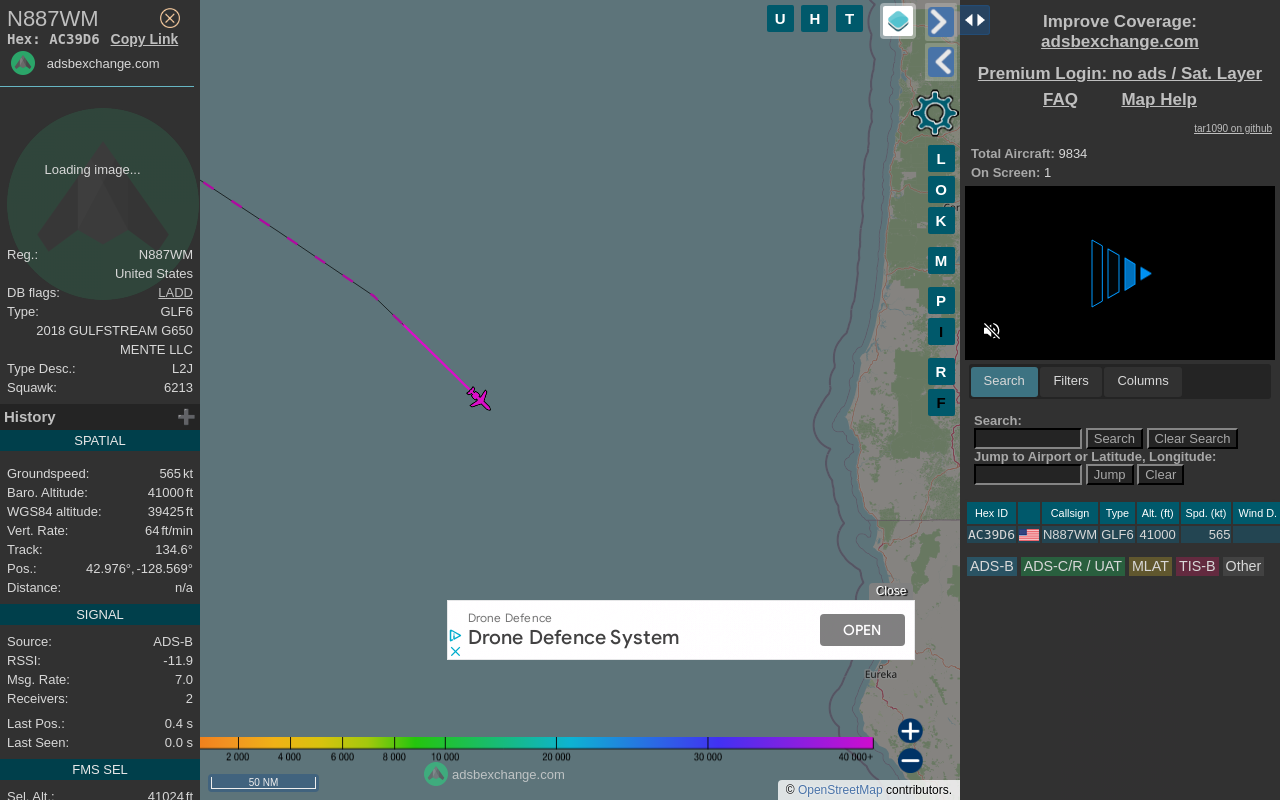 N887WM
Hex: AC39D6 Copy Link
adsbexchange.com
Loading image...
Reg.: N887WM
United States
DB flags: LADD
Type: GLF6
2018 GULFSTREAM G650
MENTE LLC
Type Desc.: L2J
Squawk: 6213
History
SPATIAL
Groundspeed: 565 kt
Baro. Altitude: 41000 ft
WGS84 altitude: 39425 ft
Vert. Rate: 64 ft/min
Track: 134.6°
Pos.: 42.976°, -128.569°
Distance: n/a
SIGNAL
Source: ADS-B
RSSI: -11.9
Msg. Rate: 7.0
Receivers: 2
Last Pos.: 0.4 s
Last Seen: 0.0 s
FMS SEL
Sel. Alt.: 41024 ft
U H T
L
O
K
M
P
I
R
F
Close
Drone Defence
Drone Defence System
OPEN
Eureka
2 000 4 000 6 000 8 000 10 000 20 000 30 000 40 000+
50 NM
adsbexchange.com
© OpenStreetMap contributors.
Improve Coverage:
adsbexchange.com
Premium Login: no ads / Sat. Layer
FAQ Map Help
tar1090 on github
Total Aircraft: 9834
On Screen: 1
Search Filters Columns
Search:
Search Clear Search
Jump to Airport or Latitude, Longitude:
Jump Clear
Hex ID Callsign Type Alt. (ft) Spd. (kt) Wind D.
AC39D6 N887WM GLF6 41000 565
ADS-B ADS-C/R / UAT MLAT TIS-B Other